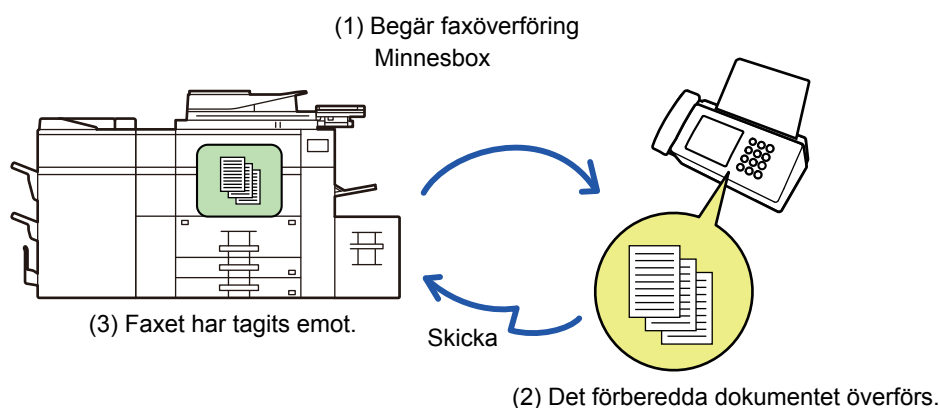 (1) Begär faxöverföring
Minnesbox
(3) Faxet har tagits emot.
Skicka
(2) Det förberedda dokumentet överförs.